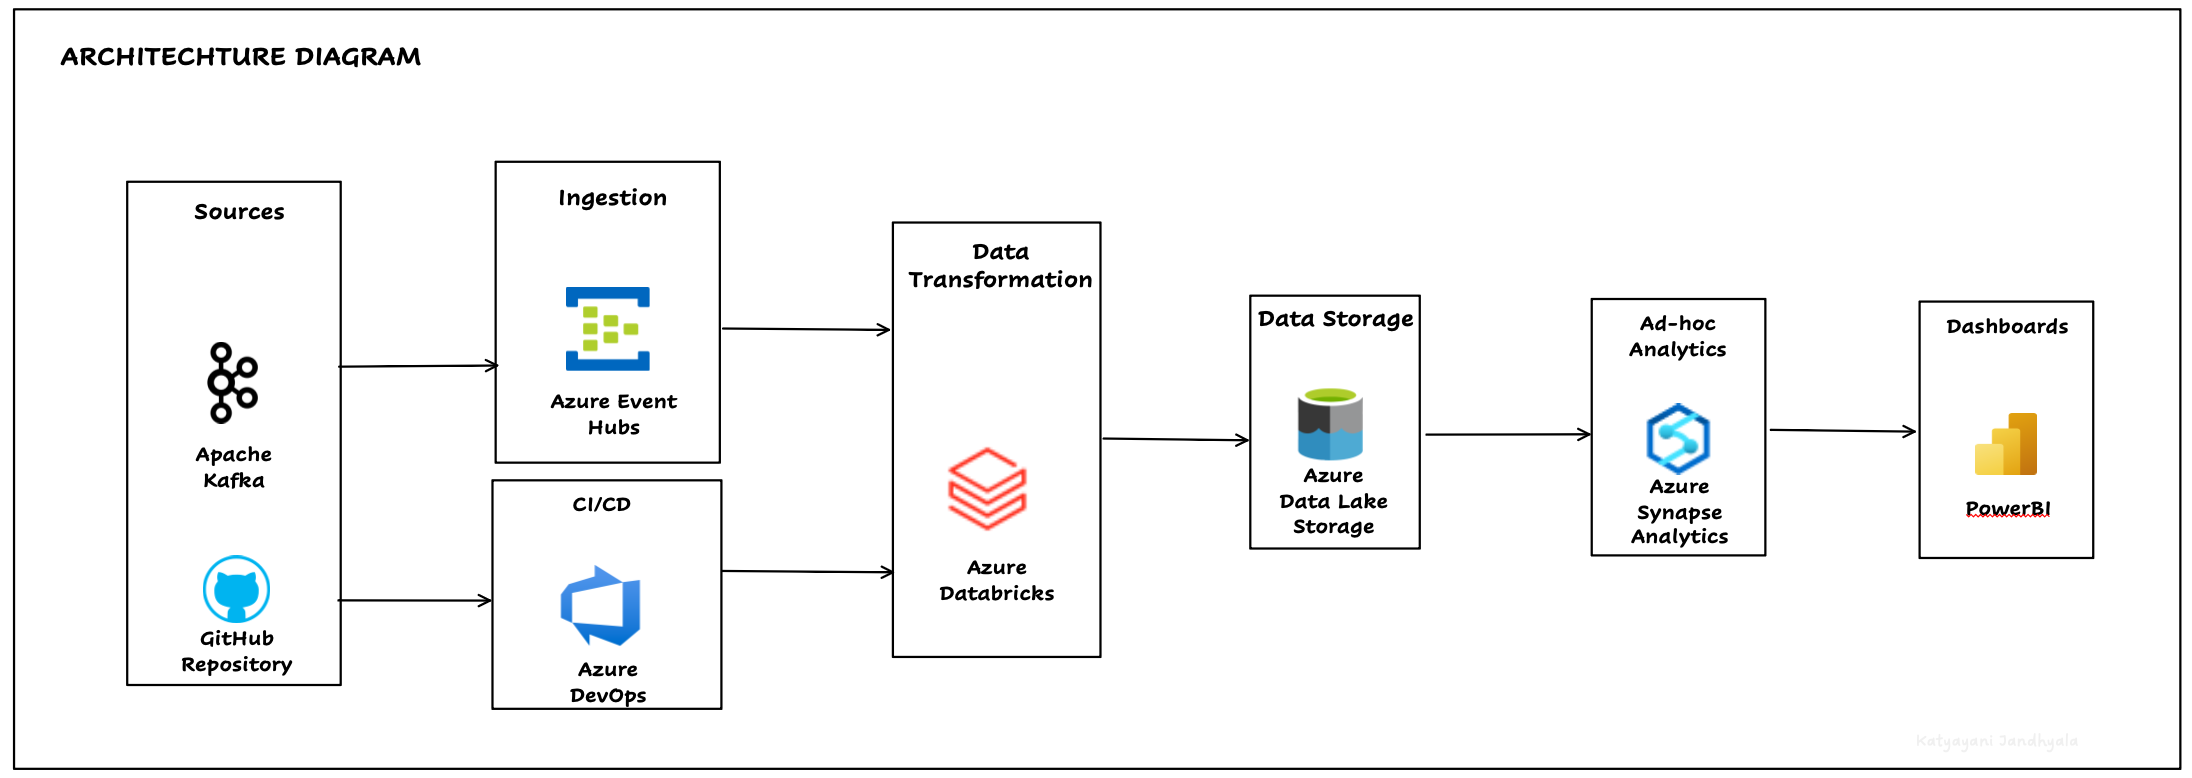 ARCHITECHTURE DIAGRAM
Sources
Apache
Kafka
GitHub
Repository
Ingestion
Azure Event
Hubs
CI/CD
Azure
DevOps
Data
Transformation
Azure
Databricks
Data Storage
Azure
Data Lake
Storage
Ad-hoc
Analytics
Azure
Synapse
Analytics
Dashboards
PowerBI
Katyayani Jandhyala